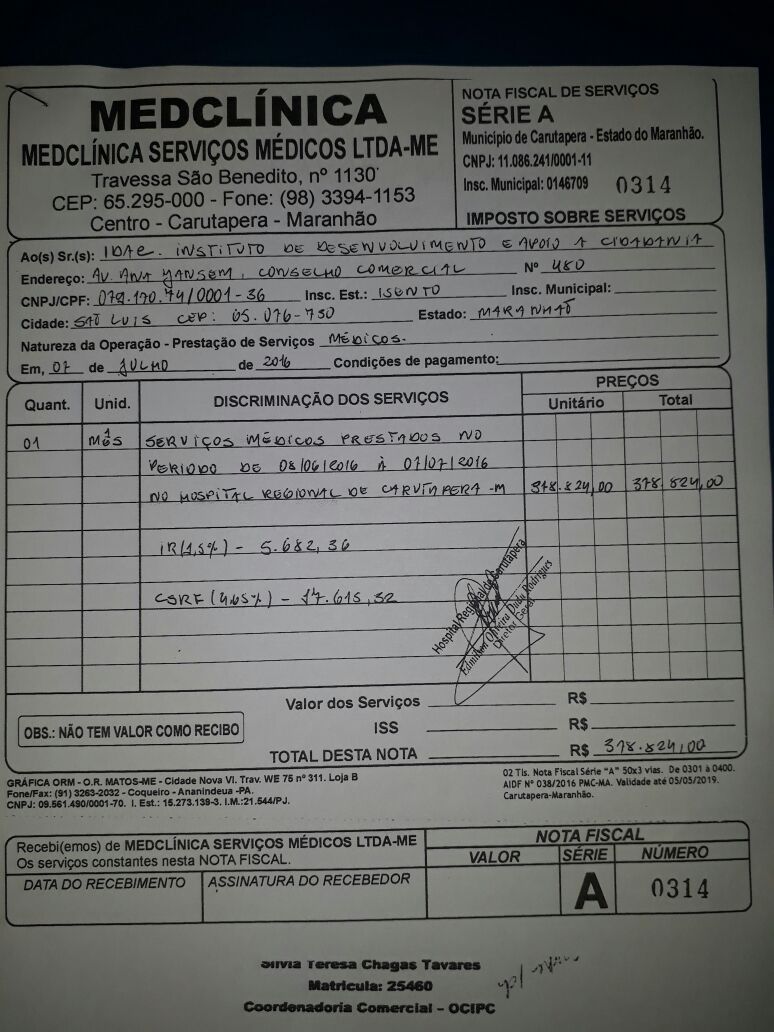 MEDCLÍNICA
MEDCLÍNICA SERVIÇOS MÉDICOS LTDA-ME
Travessa São Benedito, nº 1130
CEP: 65.295-000 - Fone: (98) 3394-1153
Centro - Carutapera - Maranhão
NOTA FISCAL DE SERVIÇOS
SÉRIE A
Município de Carutapera - Estado do Maranhão.
CNPJ: 11.086.241/0001-11
Insc. Municipal: 0146709 0314
IMPOSTO SOBRE SERVIÇOS
Ao(s) Sr.(s): IDAC. INSTITUTO DE DESENVOLVIMENTO E APOIO A CIDADANIA
Endereço: AV. ANA YANSEM, CONSELHO COMERCIAL Nº 480
CNPJ/CPF: 079.170.74/0001-36 Insc. Est.: ISENTO Insc. Municipal:
Cidade: SÃO LUIS CEP: 65.076-730 Estado: MARANHÃO
Natureza da Operação - Prestação de Serviços MÉDICOS.
Em, 07 de JULHO de 2016 Condições de pagamento:
Quant. Unid. DISCRIMINAÇÃO DOS SERVIÇOS PREÇOS
Unitário Total
01 MÊS SERVIÇOS MÉDICOS PRESTADOS NO
PERIODO DE 08/06/2016 À 07/07/2016
NO HOSPITAL REGIONAL DE CARUTAPERA -M 378.824,00 378.824,00
IR(1,5%) - 5.682,36
CSRF (4,65%) - 17.615,32
Hospital Regional de Carutapera
Diretor Geral
Valor dos Serviços R$
OBS.: NÃO TEM VALOR COMO RECIBO
ISS R$
TOTAL DESTA NOTA R$ 378.824,00
GRÁFICA ORM - O.R. MATOS-ME - Cidade Nova VI. Trav. WE 75 nº 311. Loja B
Fone/Fax: (91) 3263-2032 - Coqueiro - Ananindeua -PA.
CNPJ: 09.561.490/0001-70. I. Est.: 15.273.139-3. I.M.:21.544/PJ.
02 Tls. Nota Fiscal Série "A" 50x3 vias. De 0301 à 0400.
AIDF Nº 038/2016 PMC-MA. Validade até 05/05/2019.
Carutapera-Maranhão.
Recebi(emos) de MEDCLÍNICA SERVIÇOS MÉDICOS LTDA-ME
Os serviços constantes nesta NOTA FISCAL.
DATA DO RECEBIMENTO ASSINATURA DO RECEBEDOR
NOTA FISCAL
VALOR SÉRIE NÚMERO
A 0314
Silvia Teresa Chagas Tavares
Matricula: 25460
Coordenadoria Comercial - OCIPC